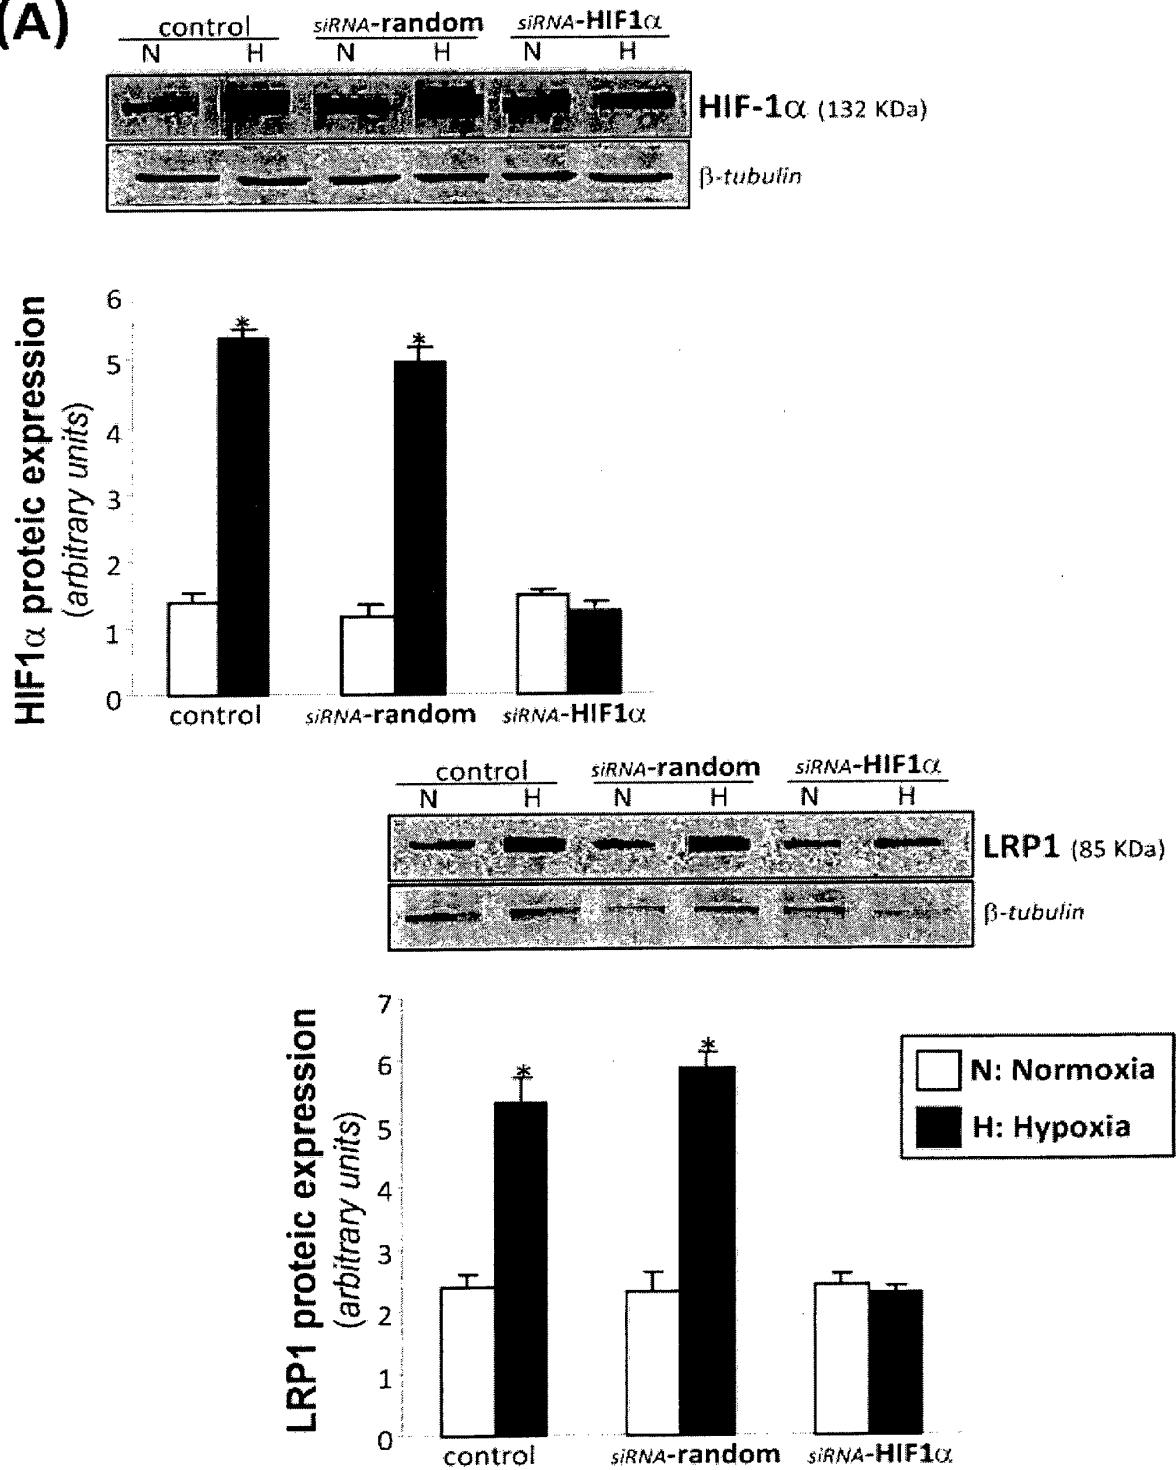 (A)
control siRNA-random siRNA-HIF1α
N H N H N H
HIF-1α (132 KDa)
β-tubulin
HIF1α proteic expression
(arbitrary units)
6
5
4
3
2
1
0
* *
control siRNA-random siRNA-HIF1α
control siRNA-random siRNA-HIF1α
N H N H N H
LRP1 (85 KDa)
β-tubulin
LRP1 proteic expression
(arbitrary units)
7
6
5
4
3
2
1
0
* *
N: Normoxia
H: Hypoxia
control siRNA-random siRNA-HIF1α